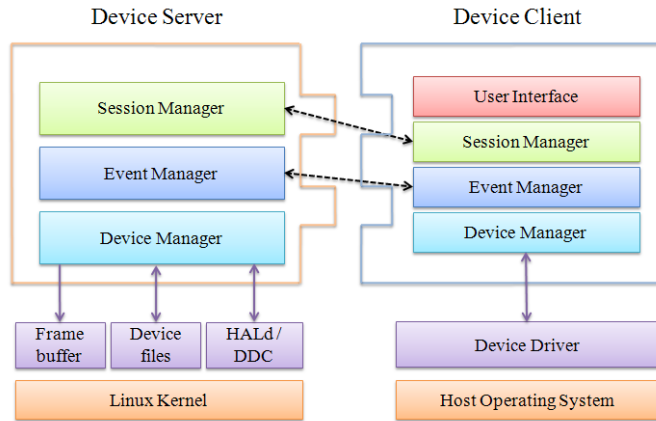 Device Server
Session Manager
Event Manager
Device Manager
Frame
buffer
Device
files
HALd /
DDC
Linux Kernel
Device Client
User Interface
Session Manager
Event Manager
Device Manager
Device Driver
Host Operating System